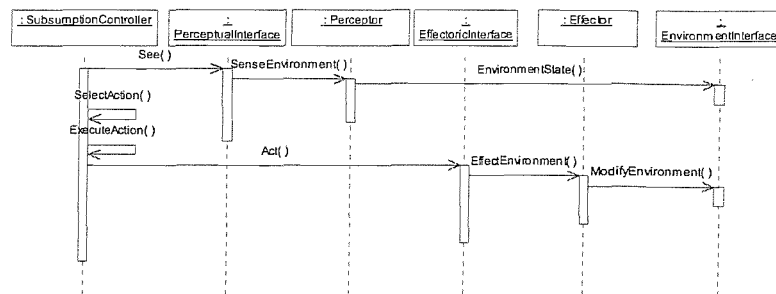 : SubsumptionController
:
PerceptualInterface
: Perceptor
:
EffectoricInterface
: Effector
:
EnvironmentInterface
See( )
SenseEnvironment( )
EnvironmentState( )
SelectAction( )
ExecuteAction( )
Act( )
EffectEnvironment( )
ModifyEnvironment( )